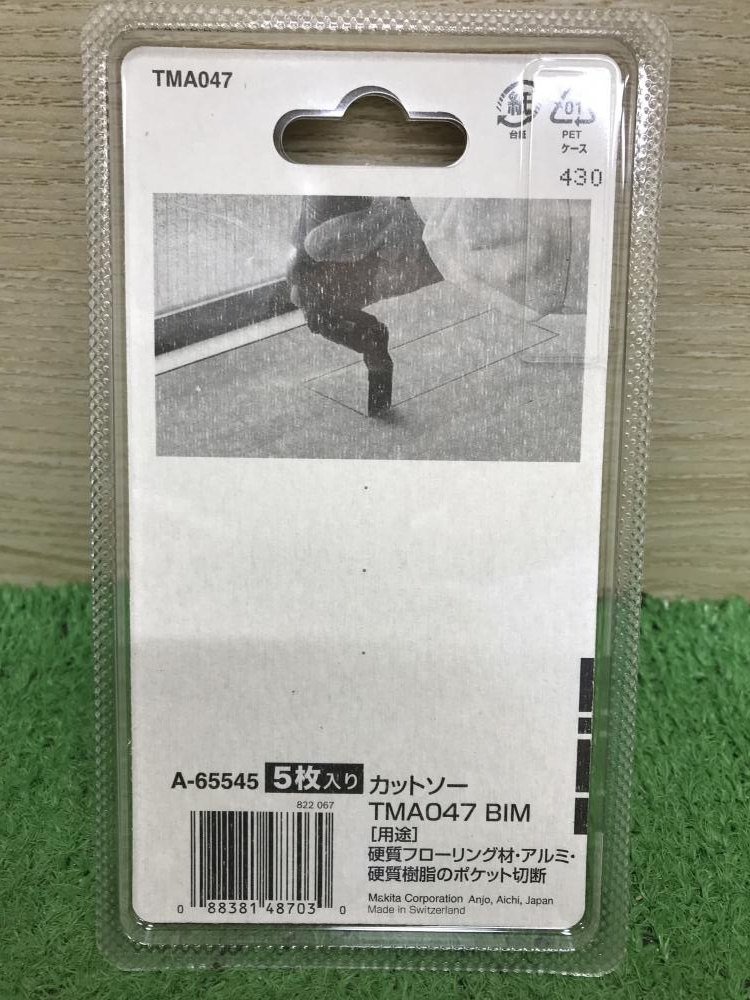 TMA047
紙
台紙
01
PET
ケース
430
A-65545 5枚入り カットソー
822 067
TMA047 BIM
[用途]
硬質フローリング材・アルミ・
硬質樹脂のポケット切断
0 88381 48703 0
Makita Corporation Anjo, Aichi, Japan
Made in Switzerland